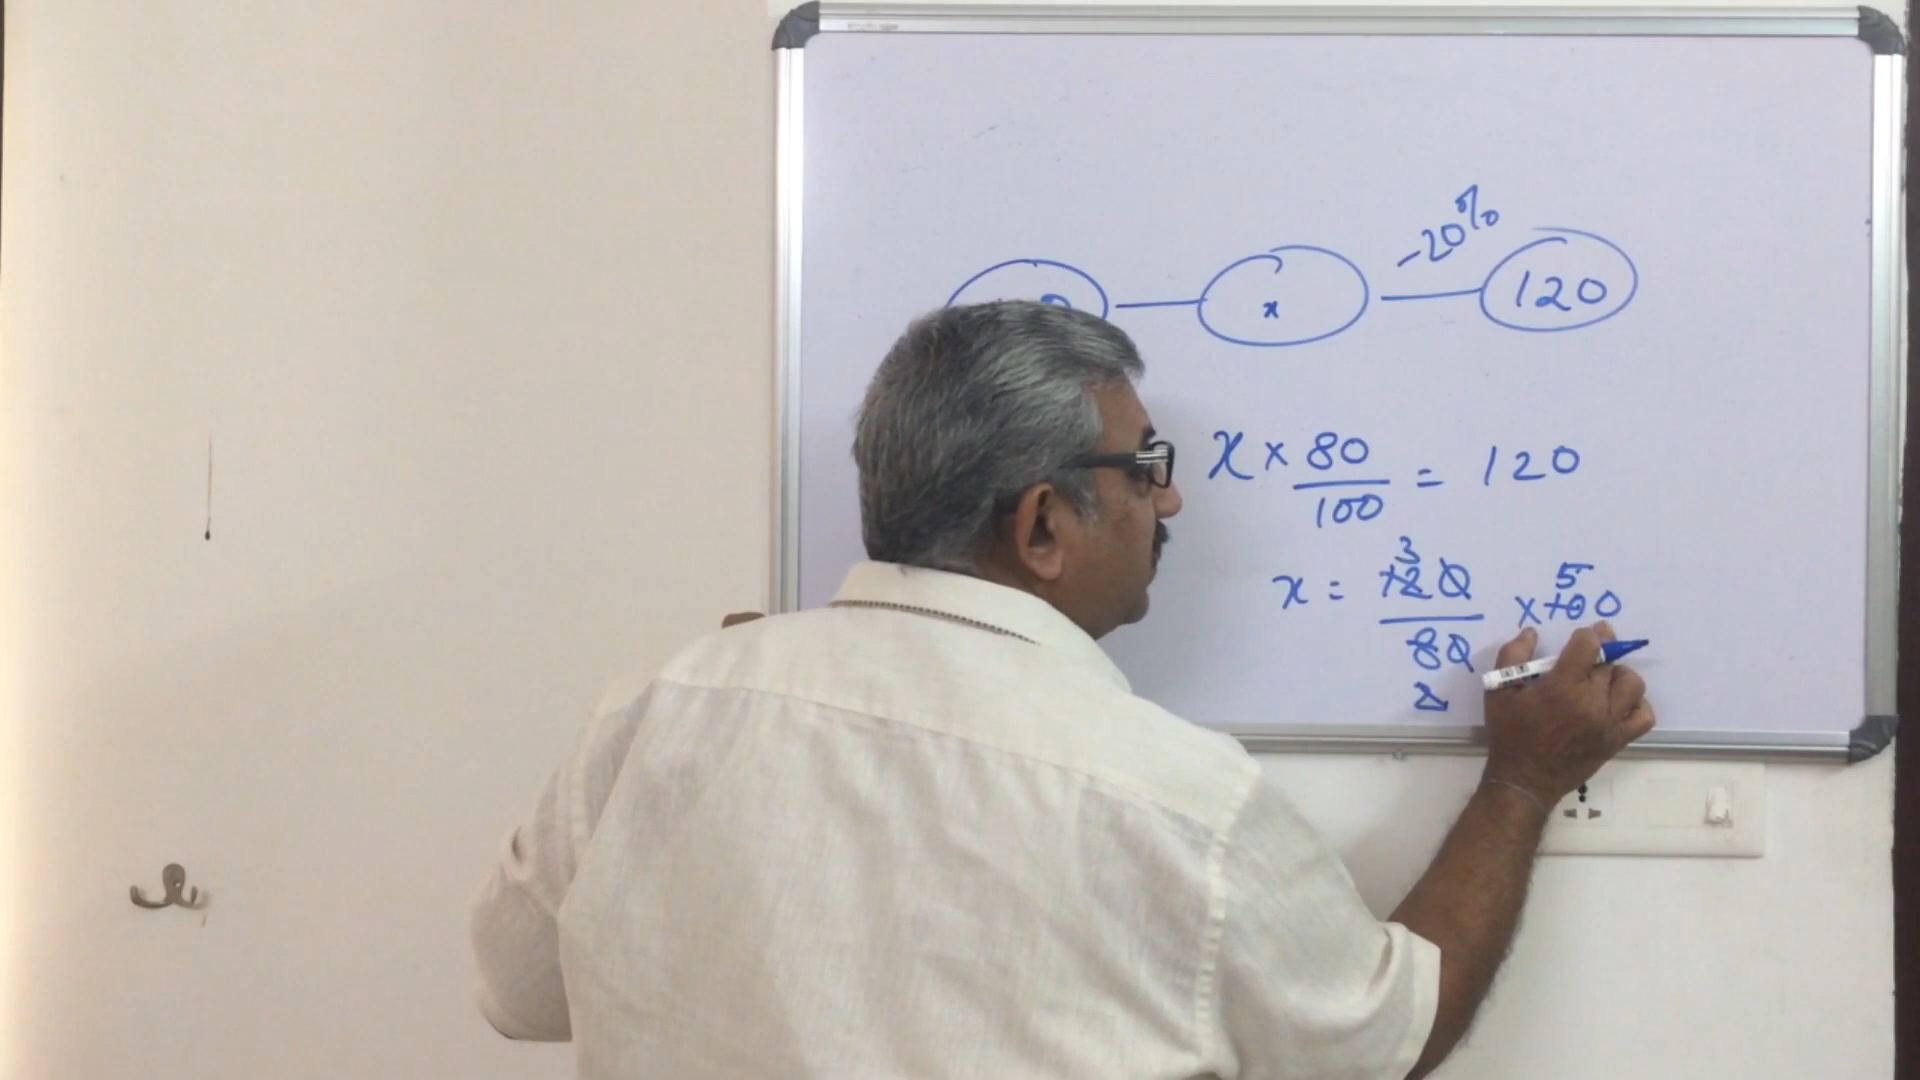 -20%
x 120
x × 80 / 100 = 120
3 5
x = 120 / 80 × 100
2